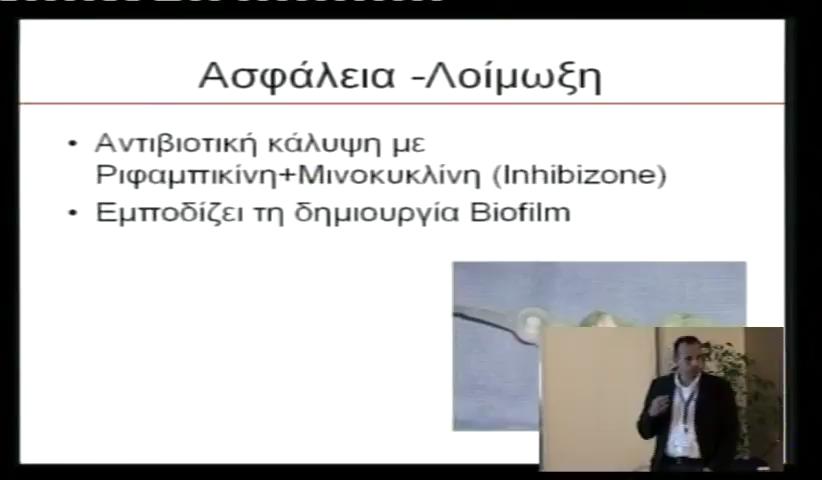 Ασφάλεια -Λοίμωξη
• Αντιβιοτική κάλυψη με
Ριφαμπικίνη+Μινοκυκλίνη (Inhibizone)
• Εμποδίζει τη δημιουργία Biofilm